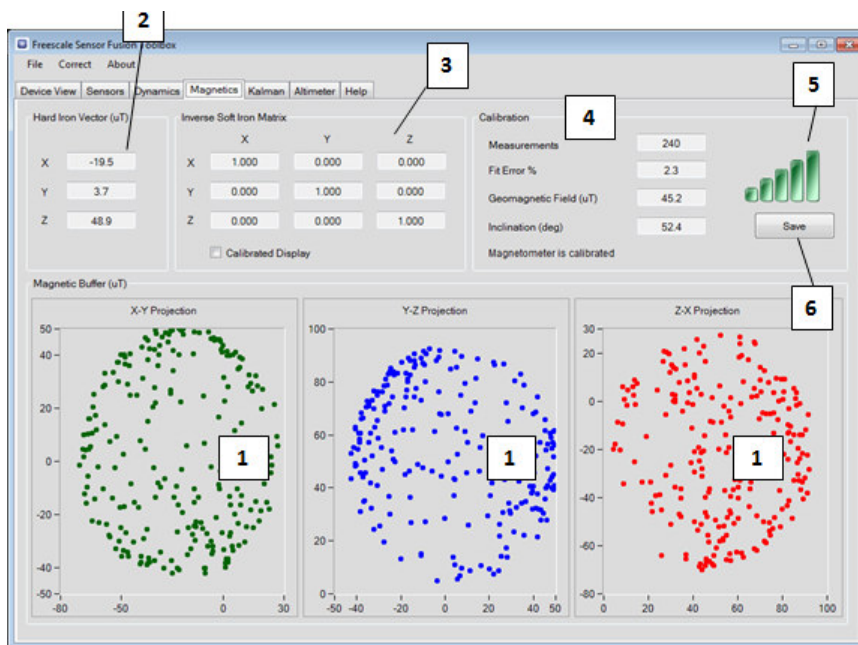 2
Freescale Sensor Fusion Toolbox
File Correct About
3
5
Device View Sensors Dynamics Magnetics Kalman Altimeter Help
Hard Iron Vector (uT)
X -19.5
Y 3.7
Z 48.9
Inverse Soft Iron Matrix
X Y Z
X 1.000 0.000 0.000
Y 0.000 1.000 0.000
Z 0.000 0.000 1.000
Calibrated Display
Calibration
4
Measurements 240
Fit Error % 2.3
Geomagnetic Field (uT) 45.2
Inclination (deg) 52.4
Magnetometer is calibrated
Save
6
Magnetic Buffer (uT)
X-Y Projection
50
40
20
0
-20
-40
-50
-80 -50 0 30
1
Y-Z Projection
100
80
60
40
20
0
-50 -40 -20 0 20 40 50
1
Z-X Projection
30
20
0
-20
-40
-60
-80
0 20 40 60 80 100
1